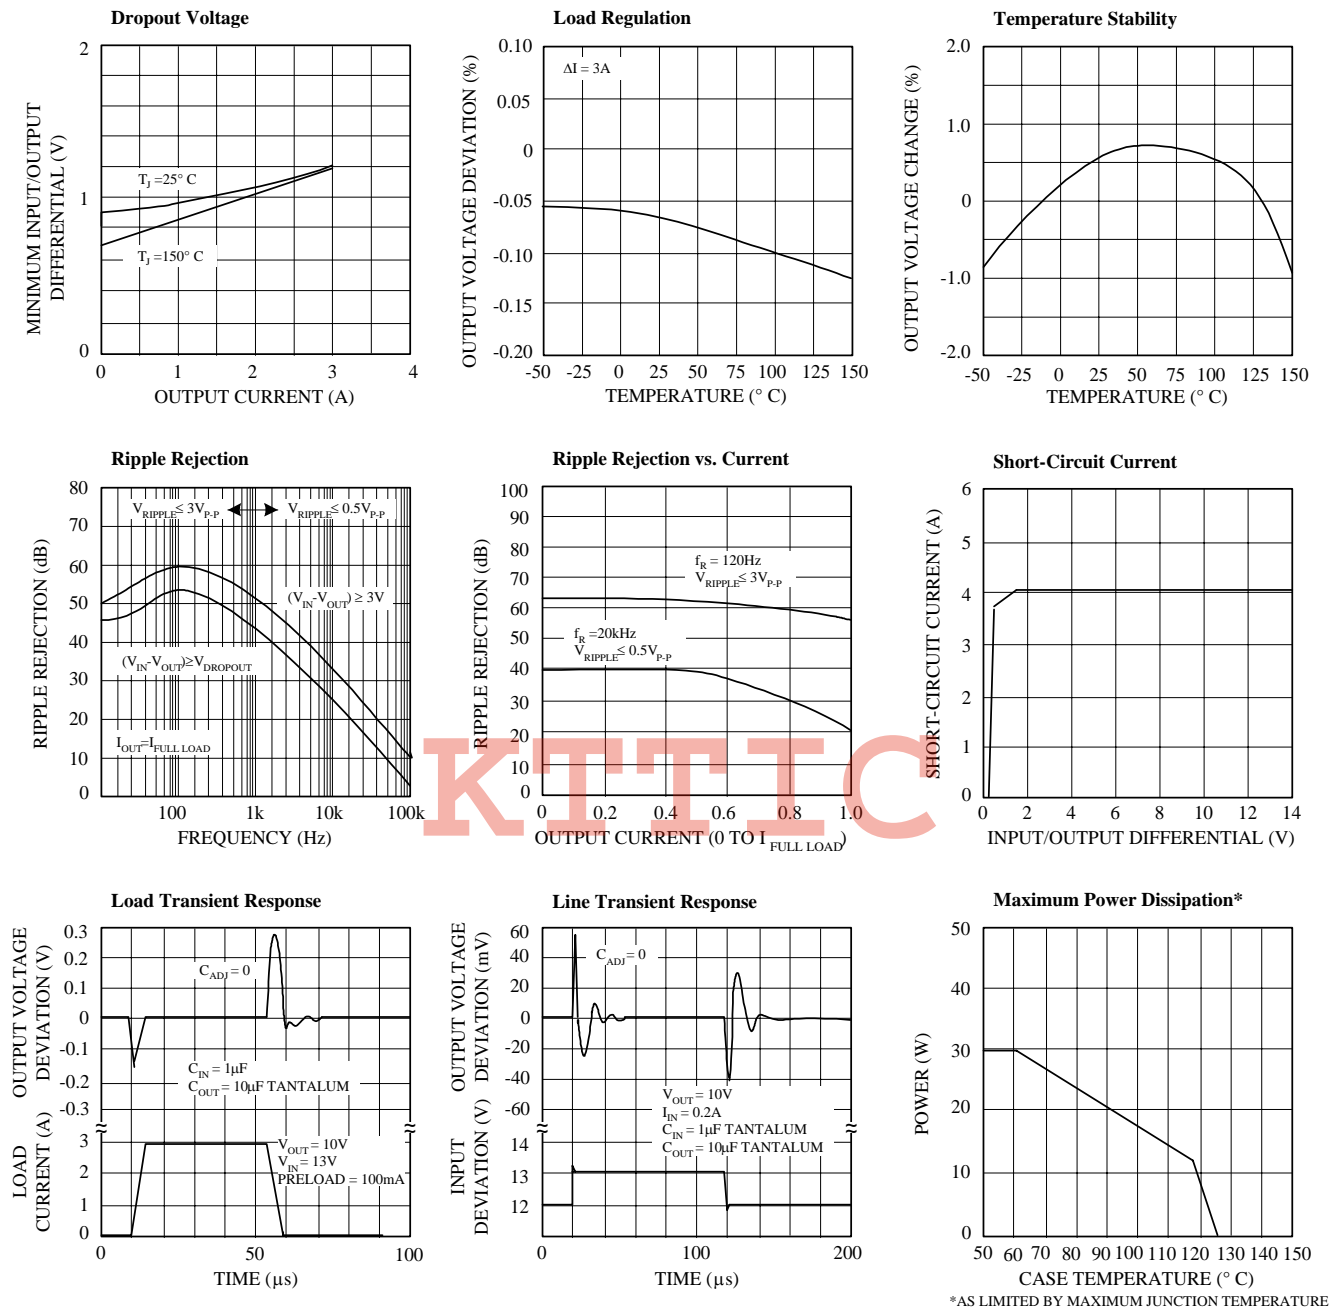 Dropout Voltage
MINIMUM INPUT/OUTPUT
DIFFERENTIAL (V)
2
1
0
T_J =25° C
T_J =150° C
0 1 2 3 4
OUTPUT CURRENT (A)
Load Regulation
OUTPUT VOLTAGE DEVIATION (%)
0.10
0.05
0
-0.05
-0.10
-0.15
-0.20
ΔI = 3A
-50 -25 0 25 50 75 100 125 150
TEMPERATURE (° C)
Temperature Stability
OUTPUT VOLTAGE CHANGE (%)
2.0
1.0
0
-1.0
-2.0
-50 -25 0 25 50 75 100 125 150
TEMPERATURE (° C)
Ripple Rejection
RIPPLE REJECTION (dB)
80
70
60
50
40
30
20
10
0
V_RIPPLE ≤ 3V_P-P
V_RIPPLE ≤ 0.5V_P-P
(V_IN-V_OUT) ≥ 3V
(V_IN-V_OUT)≥V_DROPOUT
I_OUT=I_FULL LOAD
100 1k 10k 100k
FREQUENCY (Hz)
Ripple Rejection vs. Current
RIPPLE REJECTION (dB)
100
90
80
70
60
50
40
30
20
10
0
f_R = 120Hz
V_RIPPLE ≤ 3V_P-P
f_R =20kHz
V_RIPPLE ≤ 0.5V_P-P
0 0.2 0.4 0.6 0.8 1.0
OUTPUT CURRENT (0 TO I_FULL LOAD)
Short-Circuit Current
SHORT-CIRCUIT CURRENT (A)
6
5
4
3
2
1
0
0 2 4 6 8 10 12 14
INPUT/OUTPUT DIFFERENTIAL (V)
KTTIC
Load Transient Response
OUTPUT VOLTAGE
DEVIATION (V)
0.3
0.2
0.1
0
-0.1
-0.2
-0.3
C_ADJ = 0
C_IN = 1μF
C_OUT = 10μF TANTALUM
LOAD
CURRENT (A)
3
2
1
0
V_OUT = 10V
V_IN = 13V
PRELOAD = 100mA
0 50 100
TIME (μs)
Line Transient Response
OUTPUT VOLTAGE
DEVIATION (mV)
60
40
20
0
-20
-40
-60
C_ADJ = 0
V_OUT = 10V
I_IN = 0.2A
C_IN = 1μF TANTALUM
C_OUT = 10μF TANTALUM
INPUT
DEVIATION (V)
14
13
12
0 100 200
TIME (μs)
Maximum Power Dissipation*
POWER (W)
50
40
30
20
10
0
50 60 70 80 90 100 110 120 130 140 150
CASE TEMPERATURE (° C)
*AS LIMITED BY MAXIMUM JUNCTION TEMPERATURE